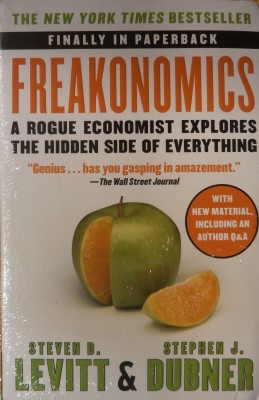 THE NEW YORK TIMES BESTSELLER
FINALLY IN PAPERBACK
FREAKONOMICS
A ROGUE ECONOMIST EXPLORES
THE HIDDEN SIDE OF EVERYTHING
“Genius . . . has you gasping in amazement.”
—The Wall Street Journal
WITH
NEW MATERIAL,
INCLUDING AN
AUTHOR Q&A
STEVEN D.
LEVITT
&
STEPHEN J.
DUBNER